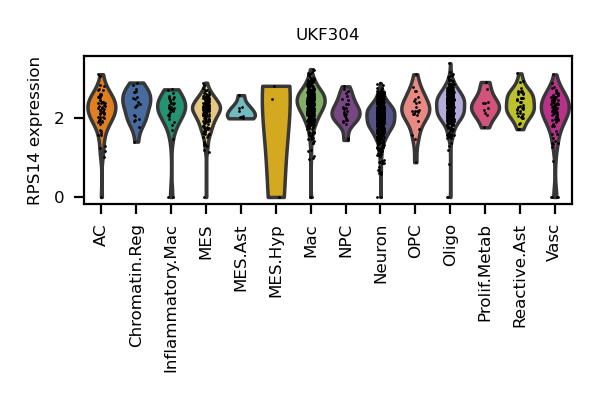 UKF304
RPS14 expression
2
0
AC
Chromatin.Reg
Inflammatory.Mac
MES
MES.Ast
MES.Hyp
Mac
NPC
Neuron
OPC
Oligo
Prolif.Metab
Reactive.Ast
Vasc